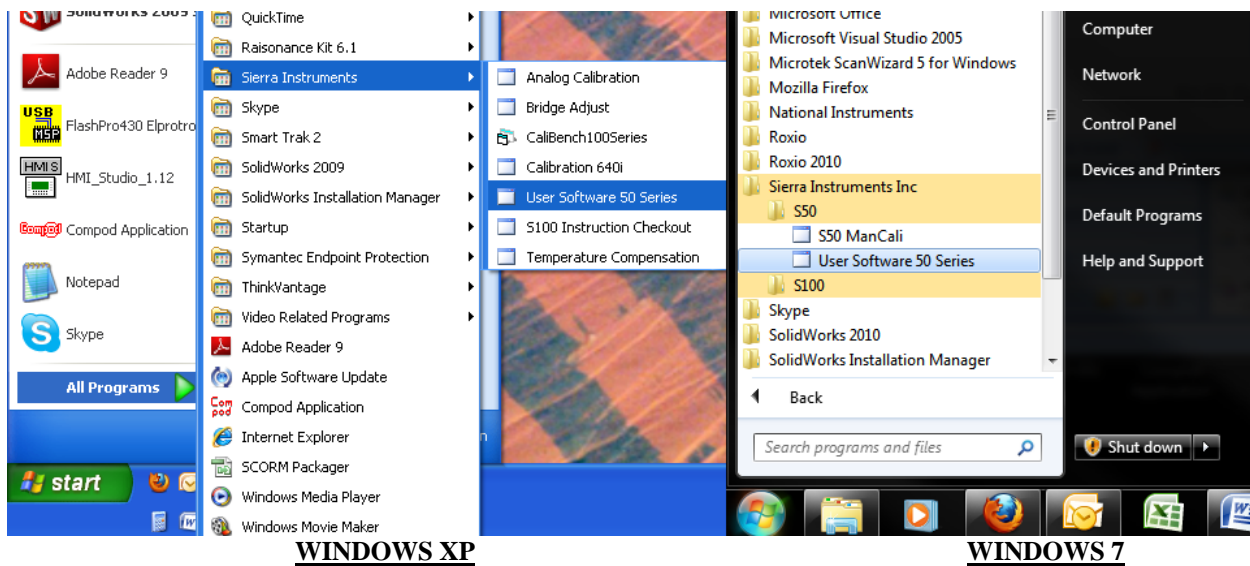 SolidWorks 2009
Adobe Reader 9
USB
MSP
FlashPro430 Elprotro
HMI S
HMI_Studio_1.12
Compod
Compod Application
Notepad
Skype
All Programs
start
QuickTime
Raisonance Kit 6.1
Sierra Instruments
Skype
Smart Trak 2
SolidWorks 2009
SolidWorks Installation Manager
Startup
Symantec Endpoint Protection
ThinkVantage
Video Related Programs
Adobe Reader 9
Apple Software Update
Com
pod
Compod Application
Internet Explorer
SCORM Packager
Windows Media Player
Windows Movie Maker
Analog Calibration
Bridge Adjust
CaliBench100Series
Calibration 640i
User Software 50 Series
S100 Instruction Checkout
Temperature Compensation
WINDOWS XP
Microsoft Office
Microsoft Visual Studio 2005
Microtek ScanWizard 5 for Windows
Mozilla Firefox
National Instruments
Roxio
Roxio 2010
Sierra Instruments Inc
S50
S50 ManCali
User Software 50 Series
S100
Skype
SolidWorks 2010
SolidWorks Installation Manager
Back
Search programs and files
Computer
Network
Control Panel
Devices and Printers
Default Programs
Help and Support
Shut down
WINDOWS 7